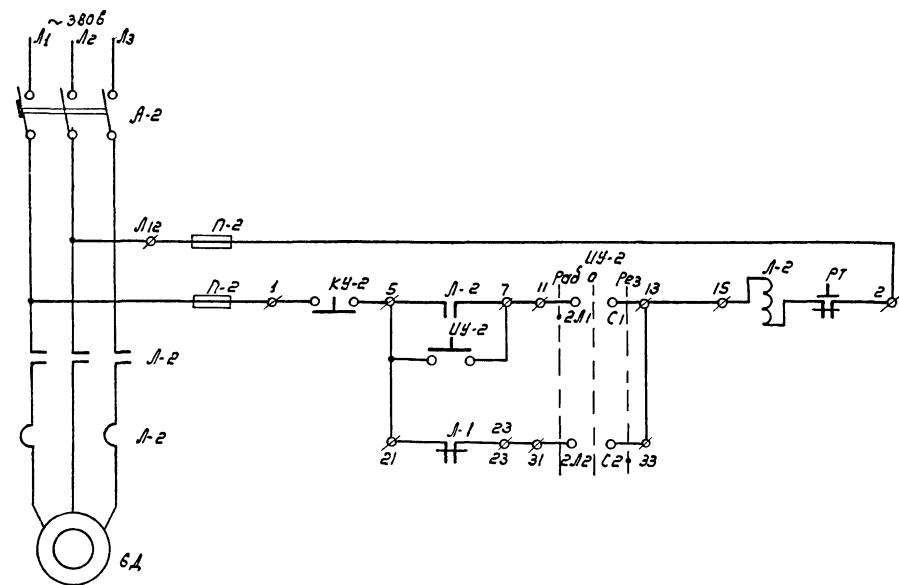 ~380в
Л1 Л2 Л3
А-2
Л12 П-2
П-2 1 КУ-2 5 Л-2 7 11 Раб 0 ЦУ-2 Рез 13 15 Л-2 РТ 2
2Л1 С1
ЦУ-2
Л-2
Л-2
21 Л-1 23 23 31 2Л2 С2 33
6Д